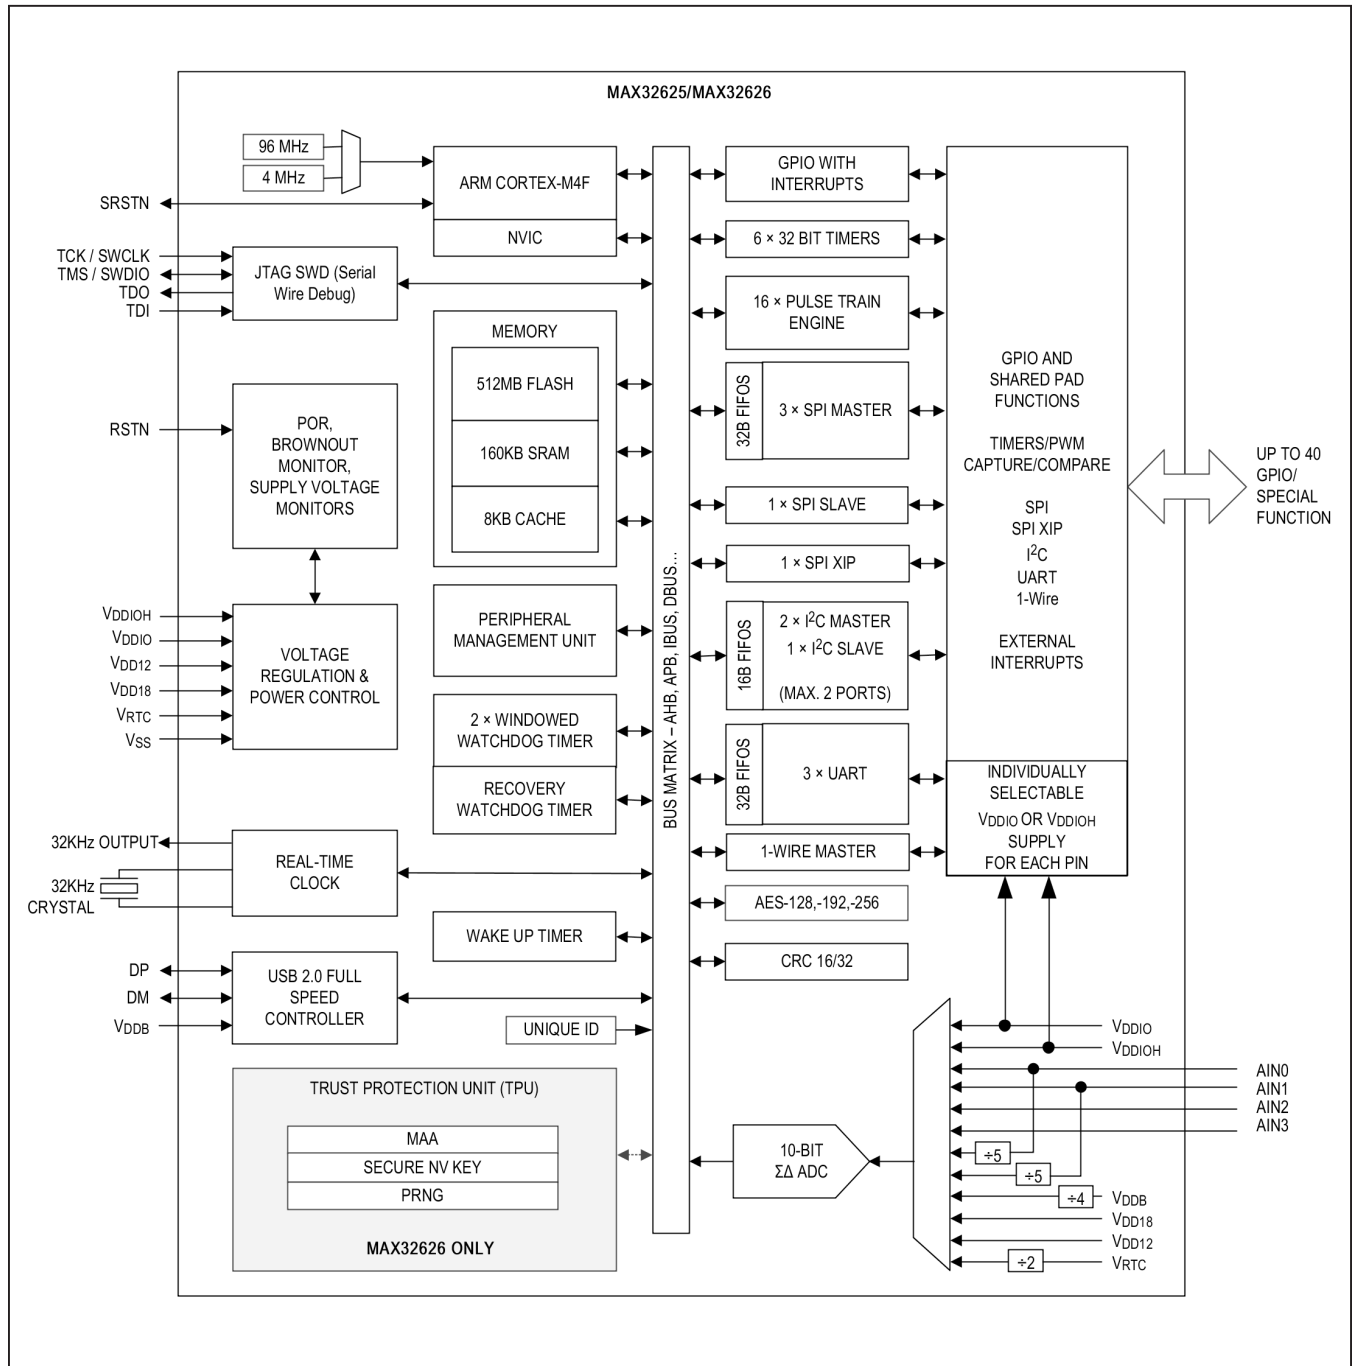 MAX32625/MAX32626
96 MHz
4 MHz
SRSTN
ARM CORTEX-M4F
NVIC
TCK / SWCLK
TMS / SWDIO
TDO
TDI
JTAG SWD (Serial
Wire Debug)
MEMORY
512MB FLASH
160KB SRAM
8KB CACHE
RSTN
POR,
BROWNOUT
MONITOR,
SUPPLY VOLTAGE
MONITORS
VDDIOH
VDDIO
VDD12
VDD18
VRTC
VSS
VOLTAGE
REGULATION &
POWER CONTROL
PERIPHERAL
MANAGEMENT UNIT
2 × WINDOWED
WATCHDOG TIMER
RECOVERY
WATCHDOG TIMER
32KHz OUTPUT
32KHz
CRYSTAL
REAL-TIME
CLOCK
WAKE UP TIMER
DP
DM
VDDB
USB 2.0 FULL
SPEED
CONTROLLER
UNIQUE ID
TRUST PROTECTION UNIT (TPU)
MAA
SECURE NV KEY
PRNG
MAX32626 ONLY
BUS MATRIX – AHB, APB, IBUS, DBUS...
GPIO WITH
INTERRUPTS
6 × 32 BIT TIMERS
16 × PULSE TRAIN
ENGINE
32B FIFOS
3 × SPI MASTER
1 × SPI SLAVE
1 × SPI XIP
16B FIFOS
2 × I2C MASTER
1 × I2C SLAVE
(MAX. 2 PORTS)
32B FIFOS
3 × UART
1-WIRE MASTER
AES-128,-192,-256
CRC 16/32
GPIO AND
SHARED PAD
FUNCTIONS
TIMERS/PWM
CAPTURE/COMPARE
SPI
SPI XIP
I2C
UART
1-Wire
EXTERNAL
INTERRUPTS
INDIVIDUALLY
SELECTABLE
VDDIO OR VDDIOH
SUPPLY
FOR EACH PIN
UP TO 40
GPIO/
SPECIAL
FUNCTION
10-BIT
ΣΔ ADC
VDDIO
VDDIOH
AIN0
AIN1
AIN2
AIN3
÷5
÷5
÷4
VDDB
VDD18
VDD12
÷2
VRTC